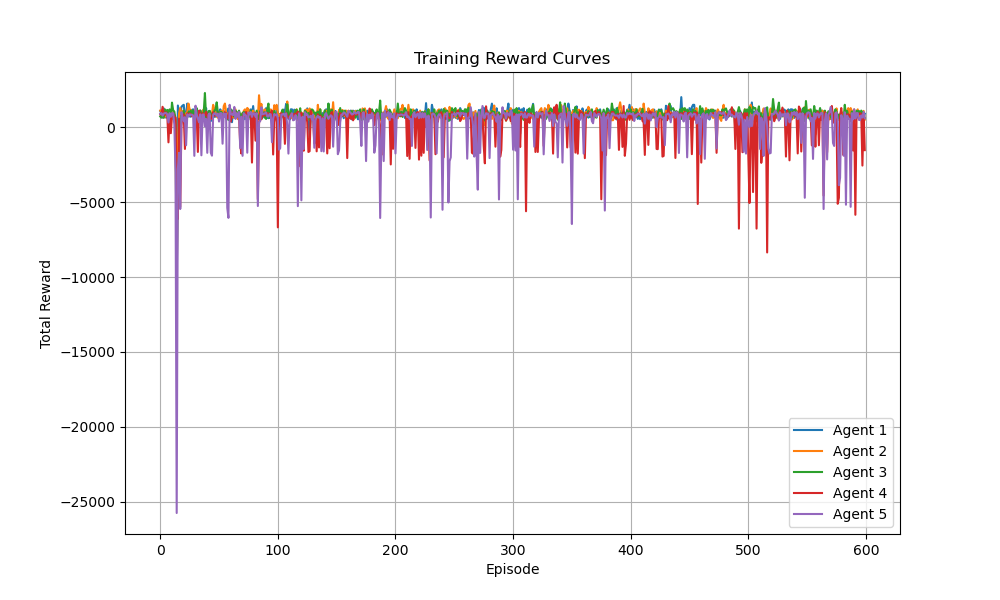 Training Reward Curves
Total Reward
0
−5000
−10000
−15000
−20000
−25000
0 100 200 300 400 500 600
Episode
Agent 1
Agent 2
Agent 3
Agent 4
Agent 5